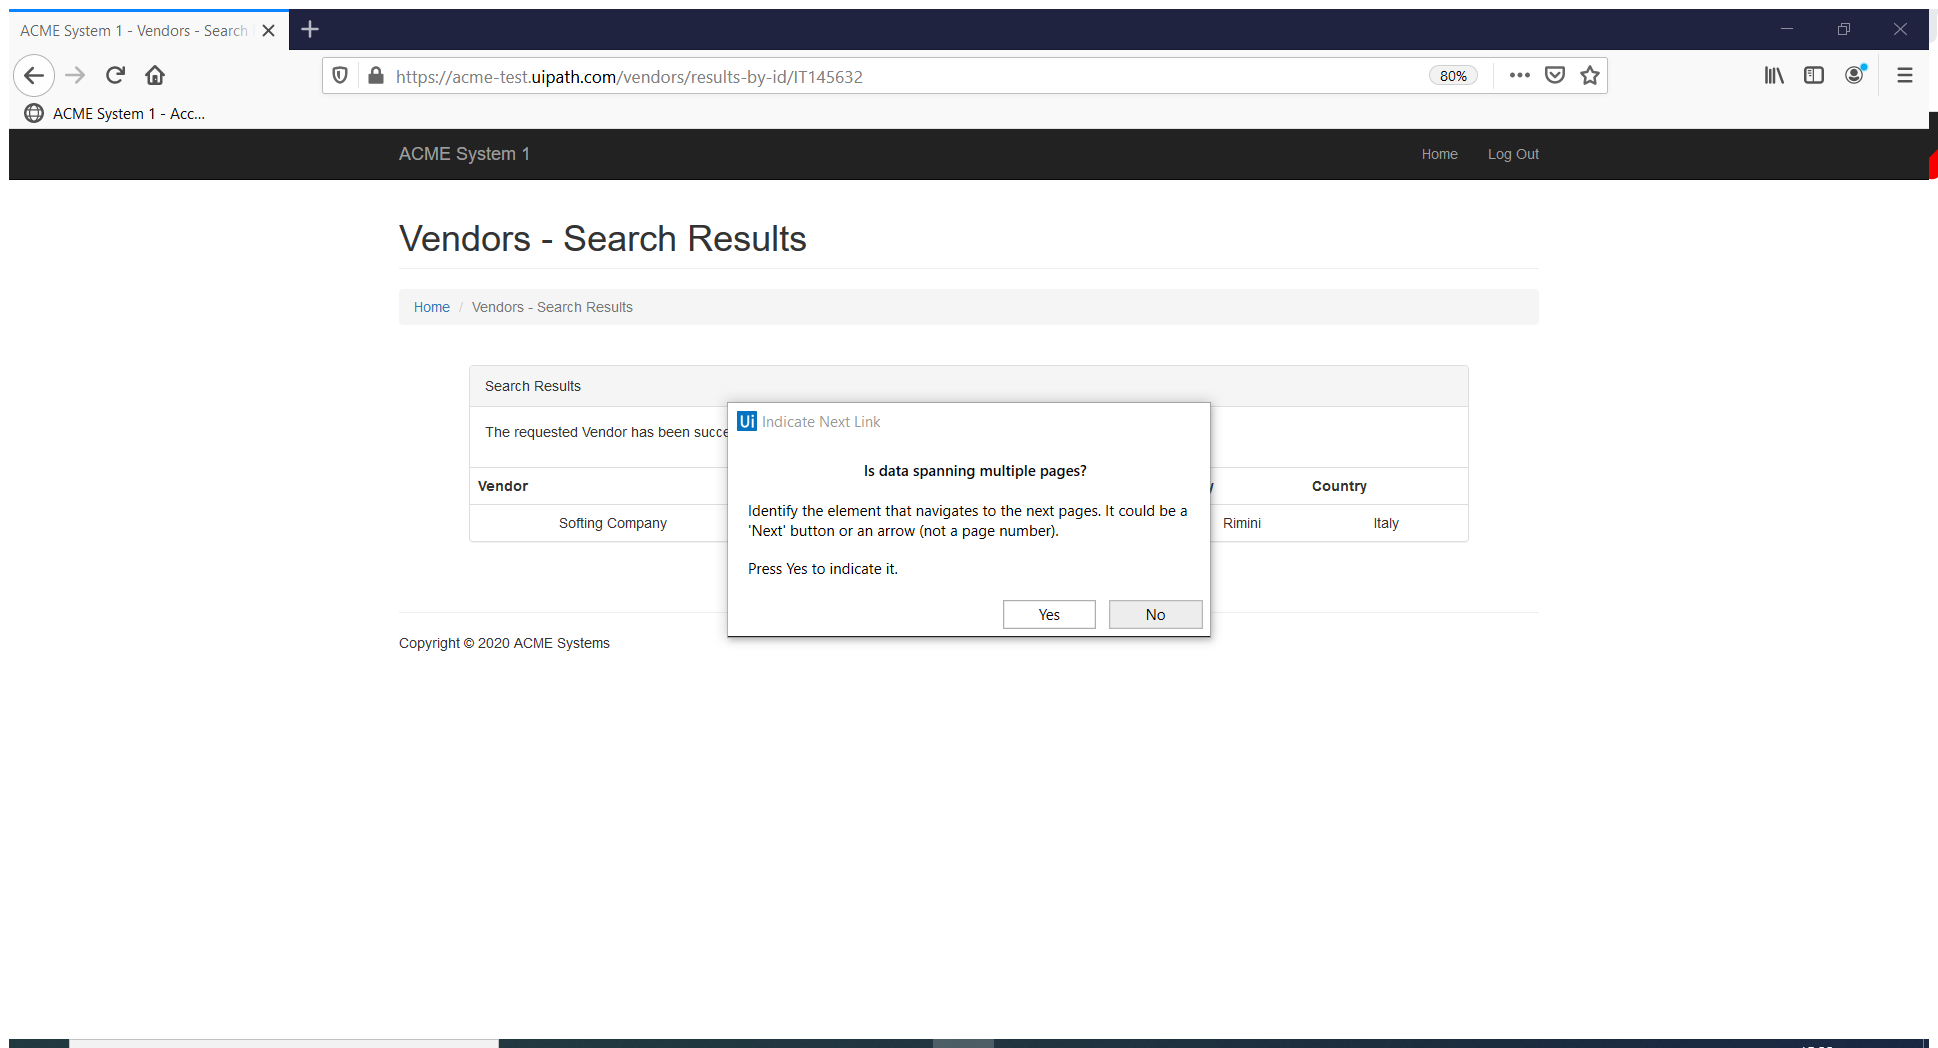 ACME System 1 - Vendors - Search
https://acme-test.uipath.com/vendors/results-by-id/IT145632
80%
ACME System 1 - Acc...
ACME System 1
Home
Log Out
Vendors - Search Results
Home / Vendors - Search Results
Search Results
The requested Vendor has been succe
Vendor
Country
Softing Company
Rimini
Italy
Ui Indicate Next Link
Is data spanning multiple pages?
Identify the element that navigates to the next pages. It could be a
'Next' button or an arrow (not a page number).
Press Yes to indicate it.
Yes
No
Copyright © 2020 ACME Systems